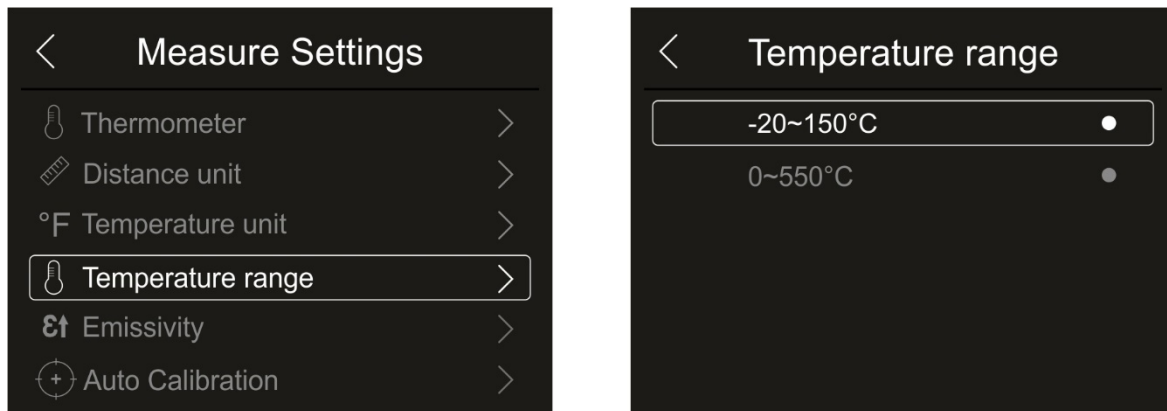 Measure Settings
Thermometer
Distance unit
°F Temperature unit
Temperature range
Ɛ↑ Emissivity
Auto Calibration
Temperature range
-20~150°C
0~550°C